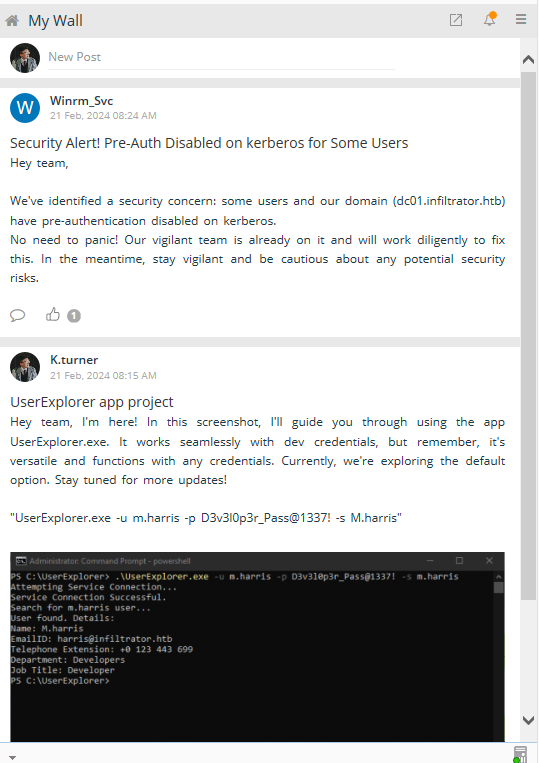 My Wall
New Post
W
Winrm_Svc
21 Feb, 2024 08:24 AM
Security Alert! Pre-Auth Disabled on kerberos for Some Users
Hey team,
We've identified a security concern: some users and our domain (dc01.infiltrator.htb)
have pre-authentication disabled on kerberos.
No need to panic! Our vigilant team is already on it and will work diligently to fix
this. In the meantime, stay vigilant and be cautious about any potential security
risks.
1
K.turner
21 Feb, 2024 08:15 AM
UserExplorer app project
Hey team, I'm here! In this screenshot, I'll guide you through using the app
UserExplorer.exe. It works seamlessly with dev credentials, but remember, it's
versatile and functions with any credentials. Currently, we're exploring the default
option. Stay tuned for more updates!
"UserExplorer.exe -u m.harris -p D3v3l0p3r_Pass@1337! -s M.harris"
Administrator: Command Prompt - powershell
PS C:\UserExplorer> .\UserExplorer.exe -u m.harris -p D3v3l0p3r_Pass@1337! -s m.harris
Attempting Service Connection...
Service Connection Successful.
Search for m.harris user...
User found. Details:
Name: M.harris
EmailID: harris@infiltrator.htb
Telephone Extension: +0 123 443 699
Department: Developers
Job Title: Developer
PS C:\UserExplorer>